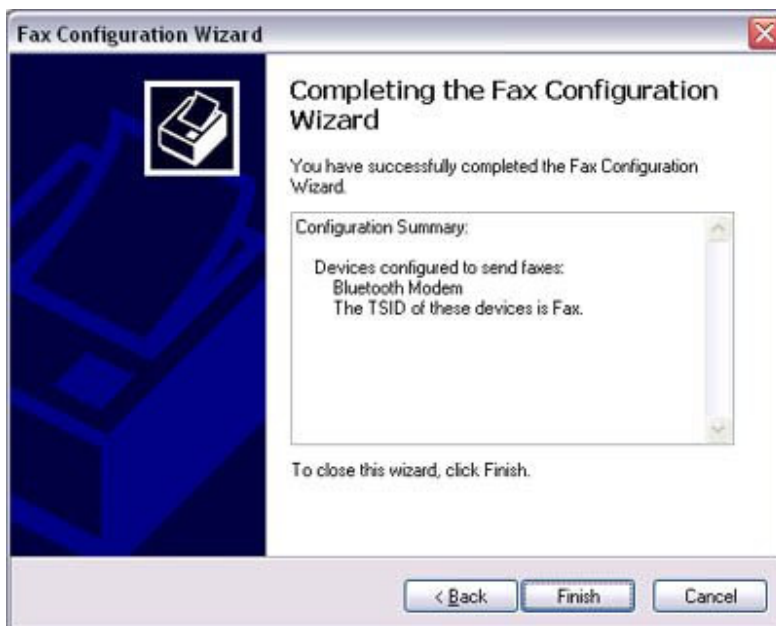 Fax Configuration Wizard
Completing the Fax Configuration
Wizard
You have successfully completed the Fax Configuration
Wizard.
Configuration Summary:
Devices configured to send faxes:
Bluetooth Modem
The TSID of these devices is Fax.
To close this wizard, click Finish.
< Back Finish Cancel